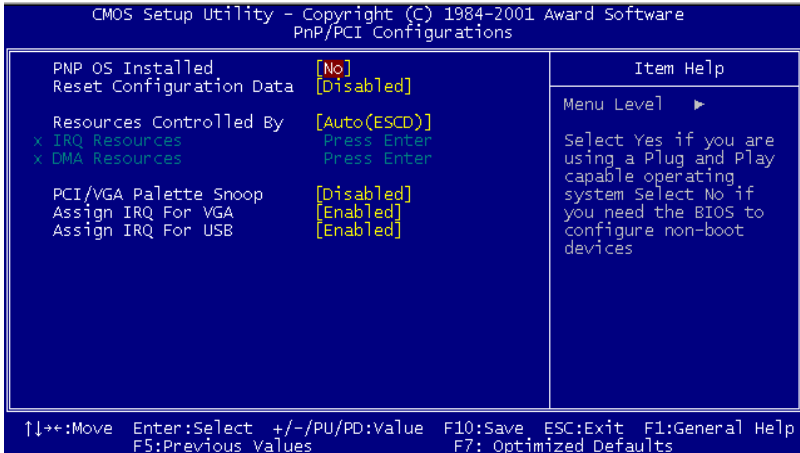 CMOS Setup Utility - Copyright (C) 1984-2001 Award Software
PnP/PCI Configurations
PNP OS Installed [No]
Reset Configuration Data [Disabled]
Resources Controlled By [Auto(ESCD)]
x IRQ Resources Press Enter
x DMA Resources Press Enter
PCI/VGA Palette Snoop [Disabled]
Assign IRQ For VGA [Enabled]
Assign IRQ For USB [Enabled]
Item Help
Menu Level ▶
Select Yes if you are
using a Plug and Play
capable operating
system Select No if
you need the BIOS to
configure non-boot
devices
↑↓→←:Move Enter:Select +/-/PU/PD:Value F10:Save ESC:Exit F1:General Help
F5:Previous Values F7: Optimized Defaults